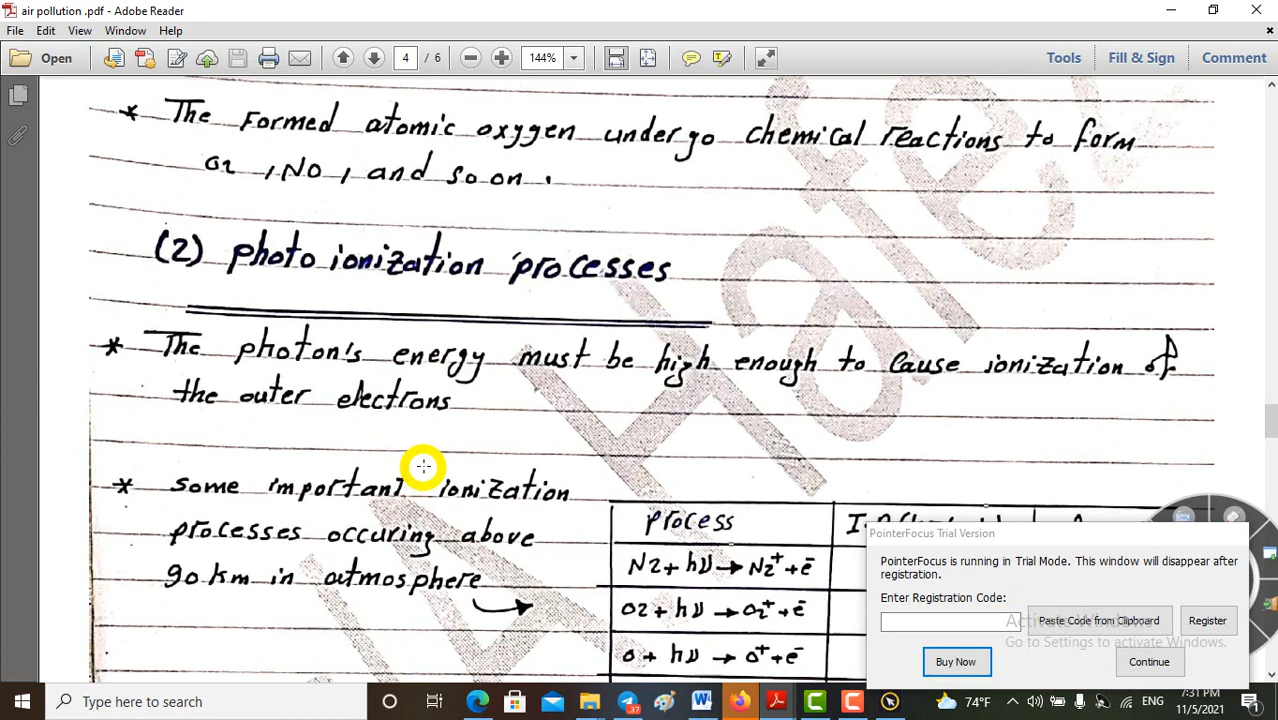 air pollution .pdf - Adobe Reader
File Edit View Window Help
Open 4 / 6 144% Tools Fill & Sign Comment
* The Formed atomic oxygen undergo chemical reactions to form
O2 , NO , and so on .
(2) photo ionization processes
* The photon's energy must be high enough to cause ionization of
the outer electrons
* some important ionization
processes occuring above
90 km in atmosphere
process
N2 + hν → N2+ + e-
O2 + hν → O2+ + e-
O + hν → O+ + e-
PointerFocus Trial Version
PointerFocus is running in Trial Mode. This window will disappear after
registration.
Enter Registration Code:
Paste Code from Clipboard Register
Activate Windows
Go to Settings to activate Windows.
Buy Now Continue
Type here to search
37
74°F ENG
7:31 PM
11/5/2021
1